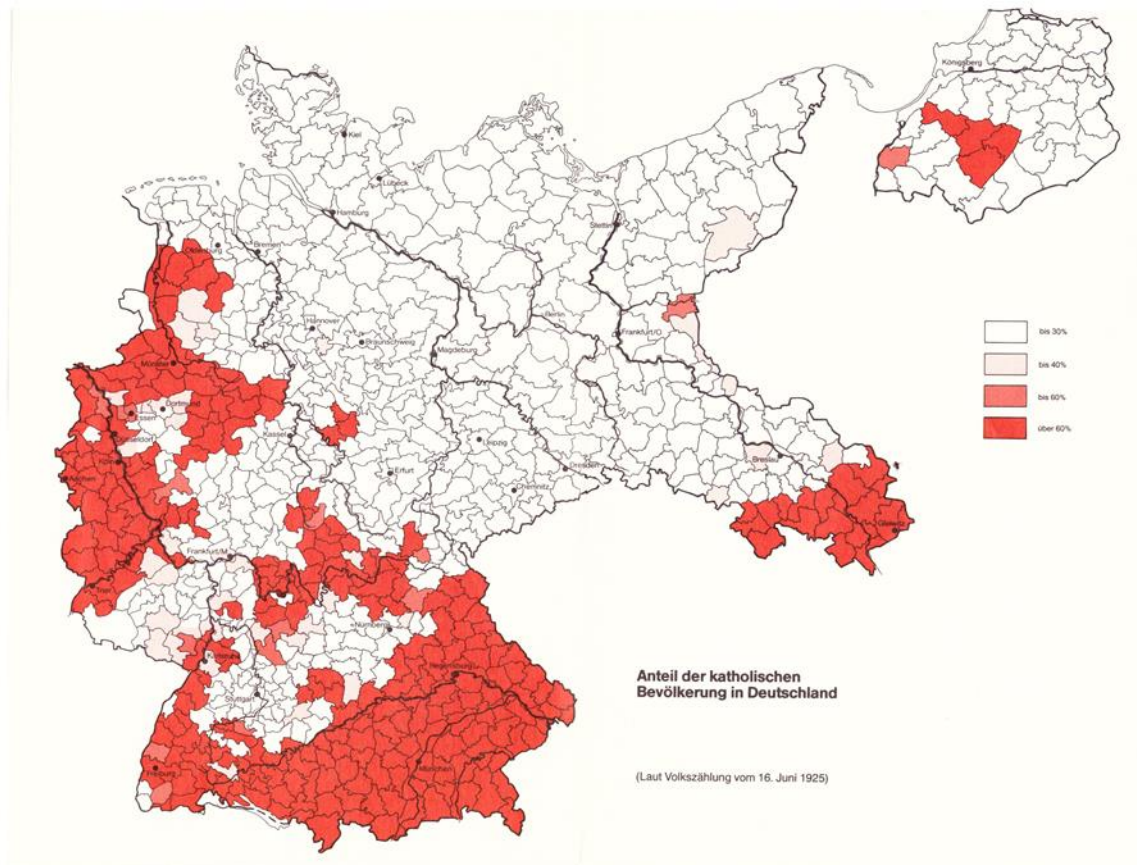 Königsberg
Kiel
Lübeck
Hamburg
Stettin
Oldenburg
Bremen
Berlin
Hannover
Frankfurt/O
bis 30%
Braunschweig
Magdeburg
Münster
bis 40%
bis 60%
Dortmund
Essen
über 60%
Düsseldorf
Kassel
Leipzig
Breslau
Köln
Dresden
Aachen
Erfurt
Chemnitz
Gleiwitz
Frankfurt/M
Trier
Nürnberg
Karlsruhe
Regensburg
Anteil der katholischen
Bevölkerung in Deutschland
Stuttgart
München
Freiburg
(Laut Volkszählung vom 16. Juni 1925)